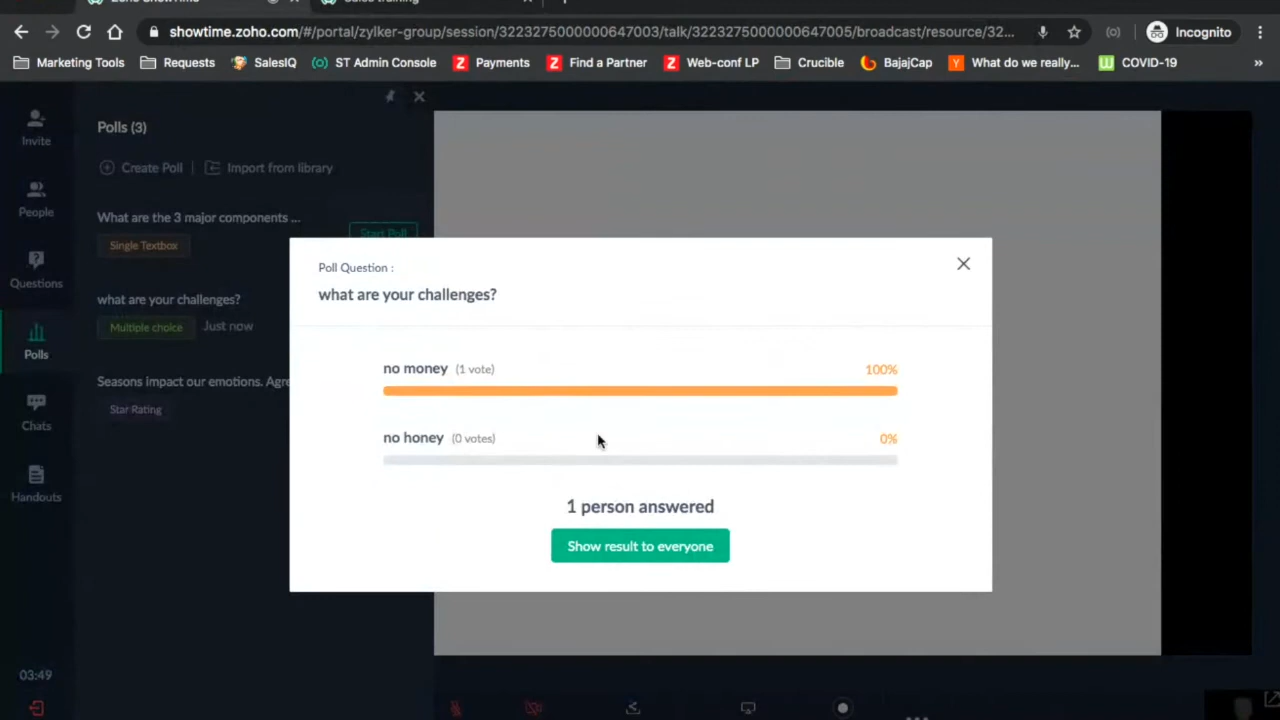 showtime.zoho.com/#/portal/zylker-group/session/3223275000000647003/talk/3223275000000647005/broadcast/resource/32...
Incognito
Marketing Tools
Requests
SalesIQ
ST Admin Console
Payments
Find a Partner
Web-conf LP
Crucible
BajajCap
What do we really...
COVID-19
»
Invite
People
Questions
Polls
Chats
Handouts
03:49
Polls (3)
Create Poll | Import from library
What are the 3 major components ...
Start Poll
Single Textbox
what are your challenges?
Multiple choice Just now
Seasons impact our emotions. Agre
Star Rating
Poll Question :
what are your challenges?
no money (1 vote) 100%
no honey (0 votes) 0%
1 person answered
Show result to everyone